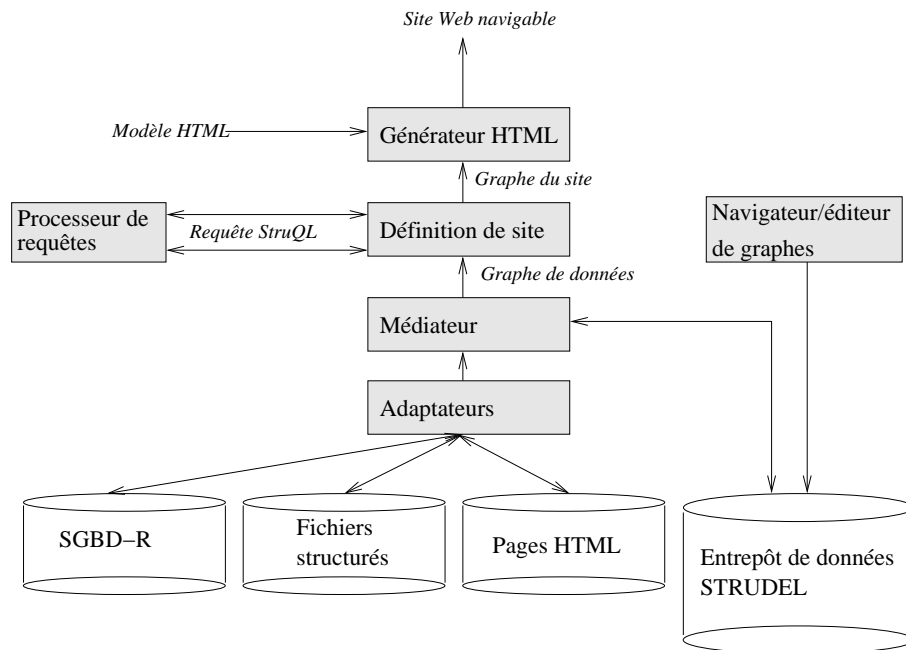 Site Web navigable
Modèle HTML
Générateur HTML
Graphe du site
Processeur de
requêtes
Requête StruQL
Définition de site
Navigateur/éditeur
de graphes
Graphe de données
Médiateur
Adaptateurs
SGBD–R
Fichiers
structurés
Pages HTML
Entrepôt de données
STRUDEL